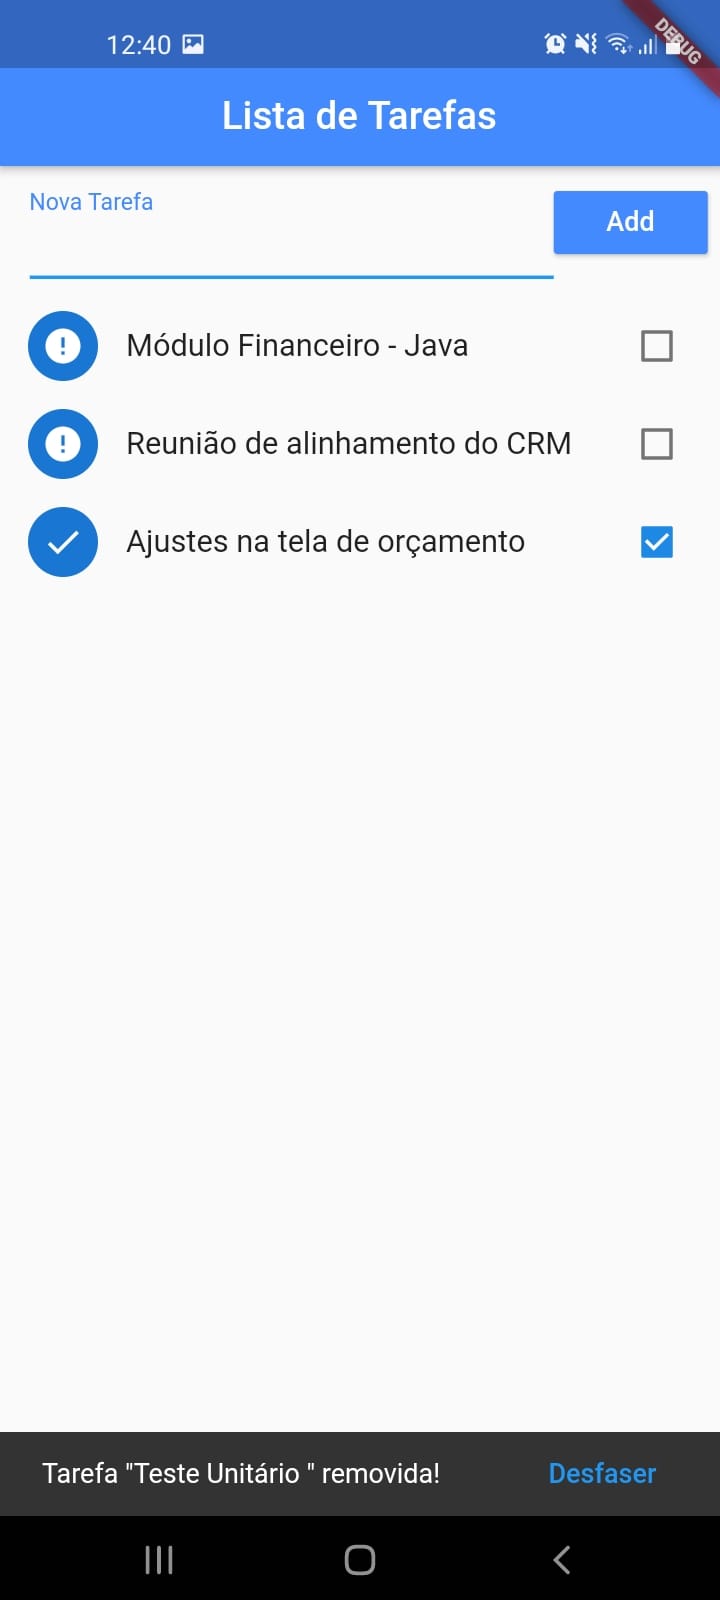 12:40
DEBUG
Lista de Tarefas
Nova Tarefa
Add
Módulo Financeiro - Java
Reunião de alinhamento do CRM
Ajustes na tela de orçamento
Tarefa "Teste Unitário " removida!
Desfaser